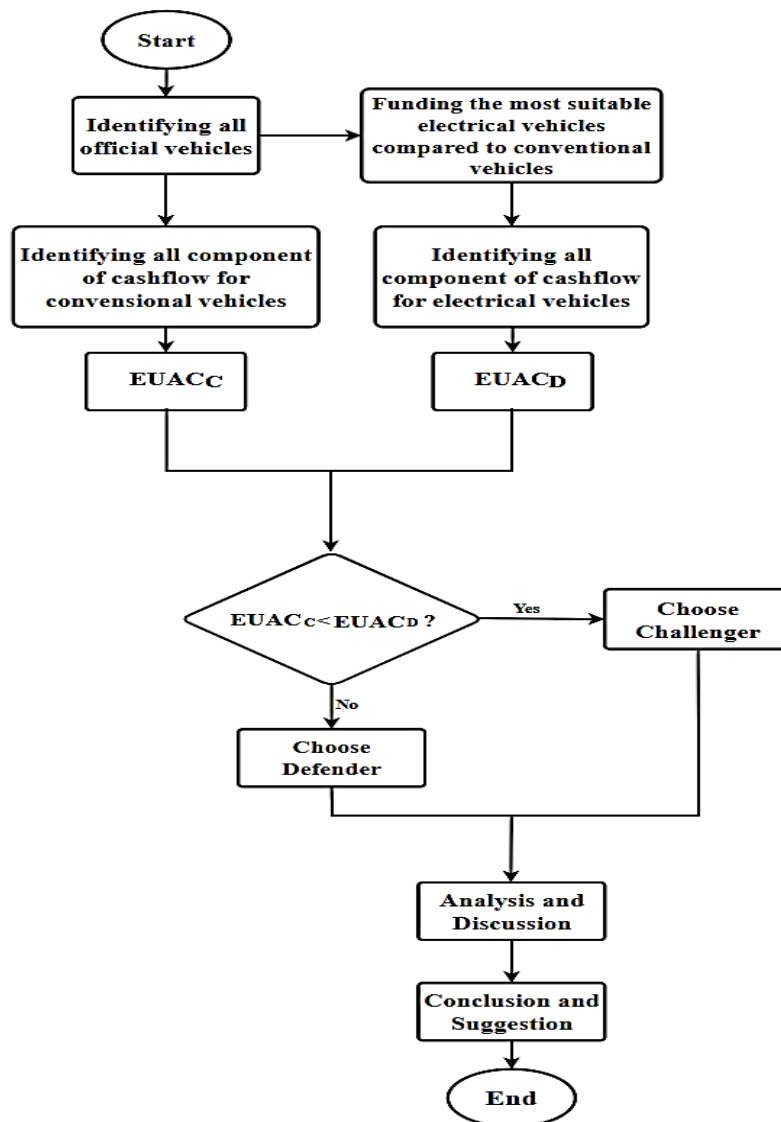 Start
Identifying all
official vehicles
Funding the most suitable
electrical vehicles
compared to conventional
vehicles
Identifying all component
of cashflow for
convensional vehicles
Identifying all
component of cashflow
for electrical vehicles
EUACC
EUACD
EUACC<EUACD ?
Yes
Choose
Challenger
No
Choose
Defender
Analysis and
Discussion
Conclusion and
Suggestion
End